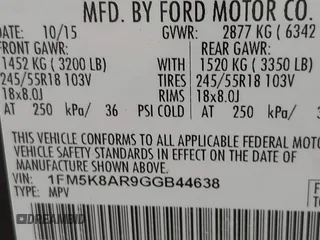 MFD. BY FORD MOTOR CO.
DATE: 10/15 GVWR: 2877 KG (6342
FRONT GAWR: REAR GAWR:
1452 KG (3200 LB) WITH 1520 KG (3350 LB)
245/55R18 103V TIRES 245/55R18 103V
18x8.0J RIMS 18x8.0J
AT 250 kPa/ 36 PSI COLD AT 250 kPa/
THIS VEHICLE CONFORMS TO ALL APPLICABLE FEDERAL MOTOR
VEHICLE SAFETY STANDARDS IN EFFECT ON THE DATE OF
MANUFACTURE SHOWN ABOVE.
VIN: 1FM5K8AR9GGB44638
TYPE: MPV
DREAMBID